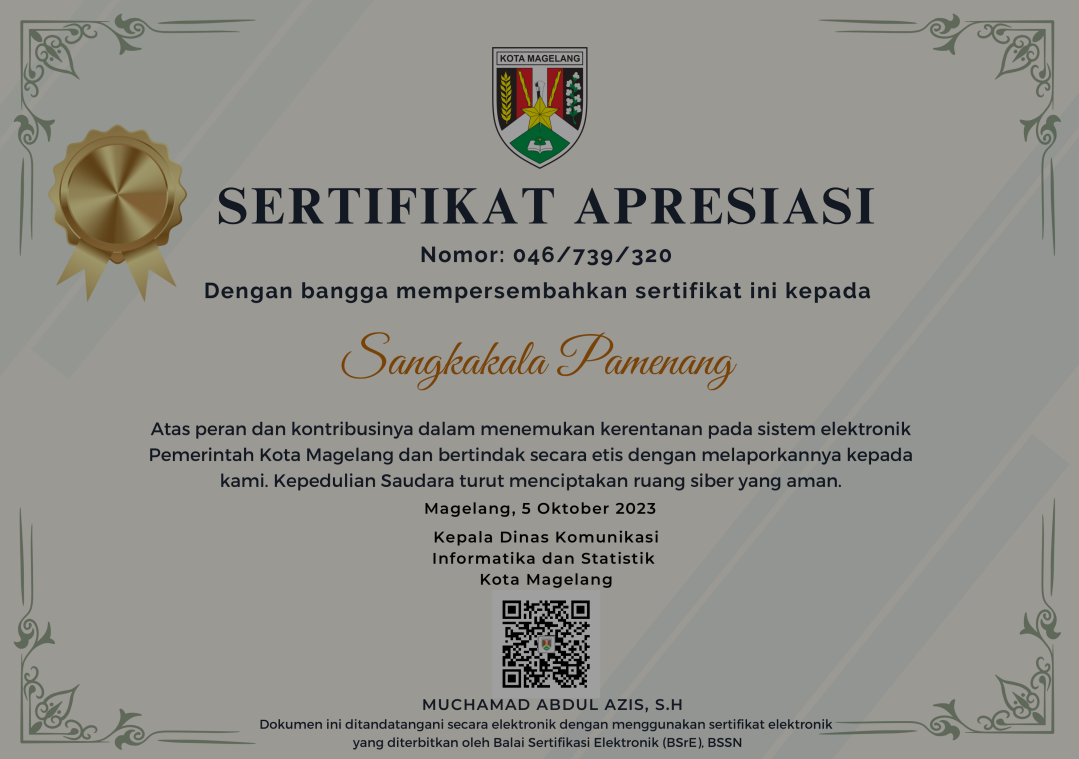 KOTA MAGELANG
SERTIFIKAT APRESIASI
Nomor: 046/739/320
Dengan bangga mempersembahkan sertifikat ini kepada
Sangkakala Pamenang
Atas peran dan kontribusinya dalam menemukan kerentanan pada sistem elektronik
Pemerintah Kota Magelang dan bertindak secara etis dengan melaporkannya kepada
kami. Kepedulian Saudara turut menciptakan ruang siber yang aman.
Magelang, 5 Oktober 2023
Kepala Dinas Komunikasi
Informatika dan Statistik
Kota Magelang
MUCHAMAD ABDUL AZIS, S.H
Dokumen ini ditandatangani secara elektronik dengan menggunakan sertifikat elektronik
yang diterbitkan oleh Balai Sertifikasi Elektronik (BSrE), BSSN